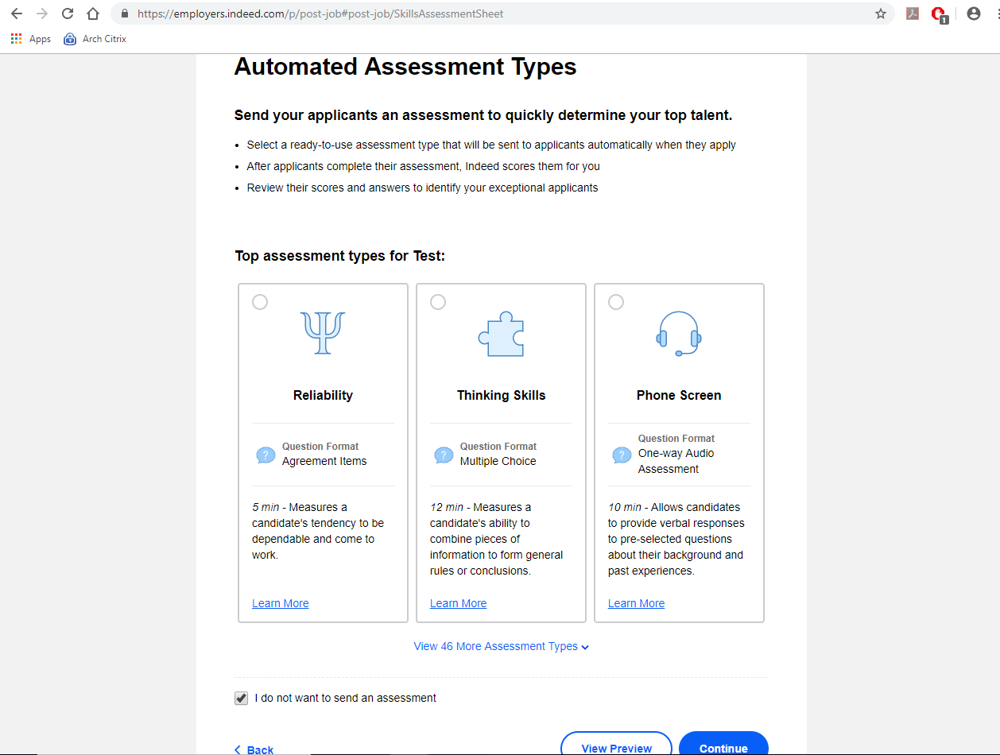 https://employers.indeed.com/p/post-job#post-job/SkillsAssessmentSheet
1
Apps
Arch Citrix
Automated Assessment Types
Send your applicants an assessment to quickly determine your top talent.
• Select a ready-to-use assessment type that will be sent to applicants automatically when they apply
• After applicants complete their assessment, Indeed scores them for you
• Review their scores and answers to identify your exceptional applicants
Top assessment types for Test:
Ψ
Reliability
Question Format
?
Agreement Items
5 min - Measures a
candidate's tendency to be
dependable and come to
work.
Learn More
Thinking Skills
Question Format
?
Multiple Choice
12 min - Measures a
candidate's ability to
combine pieces of
information to form general
rules or conclusions.
Learn More
Phone Screen
Question Format
?
One-way Audio
Assessment
10 min - Allows candidates
to provide verbal responses
to pre-selected questions
about their background and
past experiences.
Learn More
View 46 More Assessment Types
I do not want to send an assessment
Back
View Preview
Continue